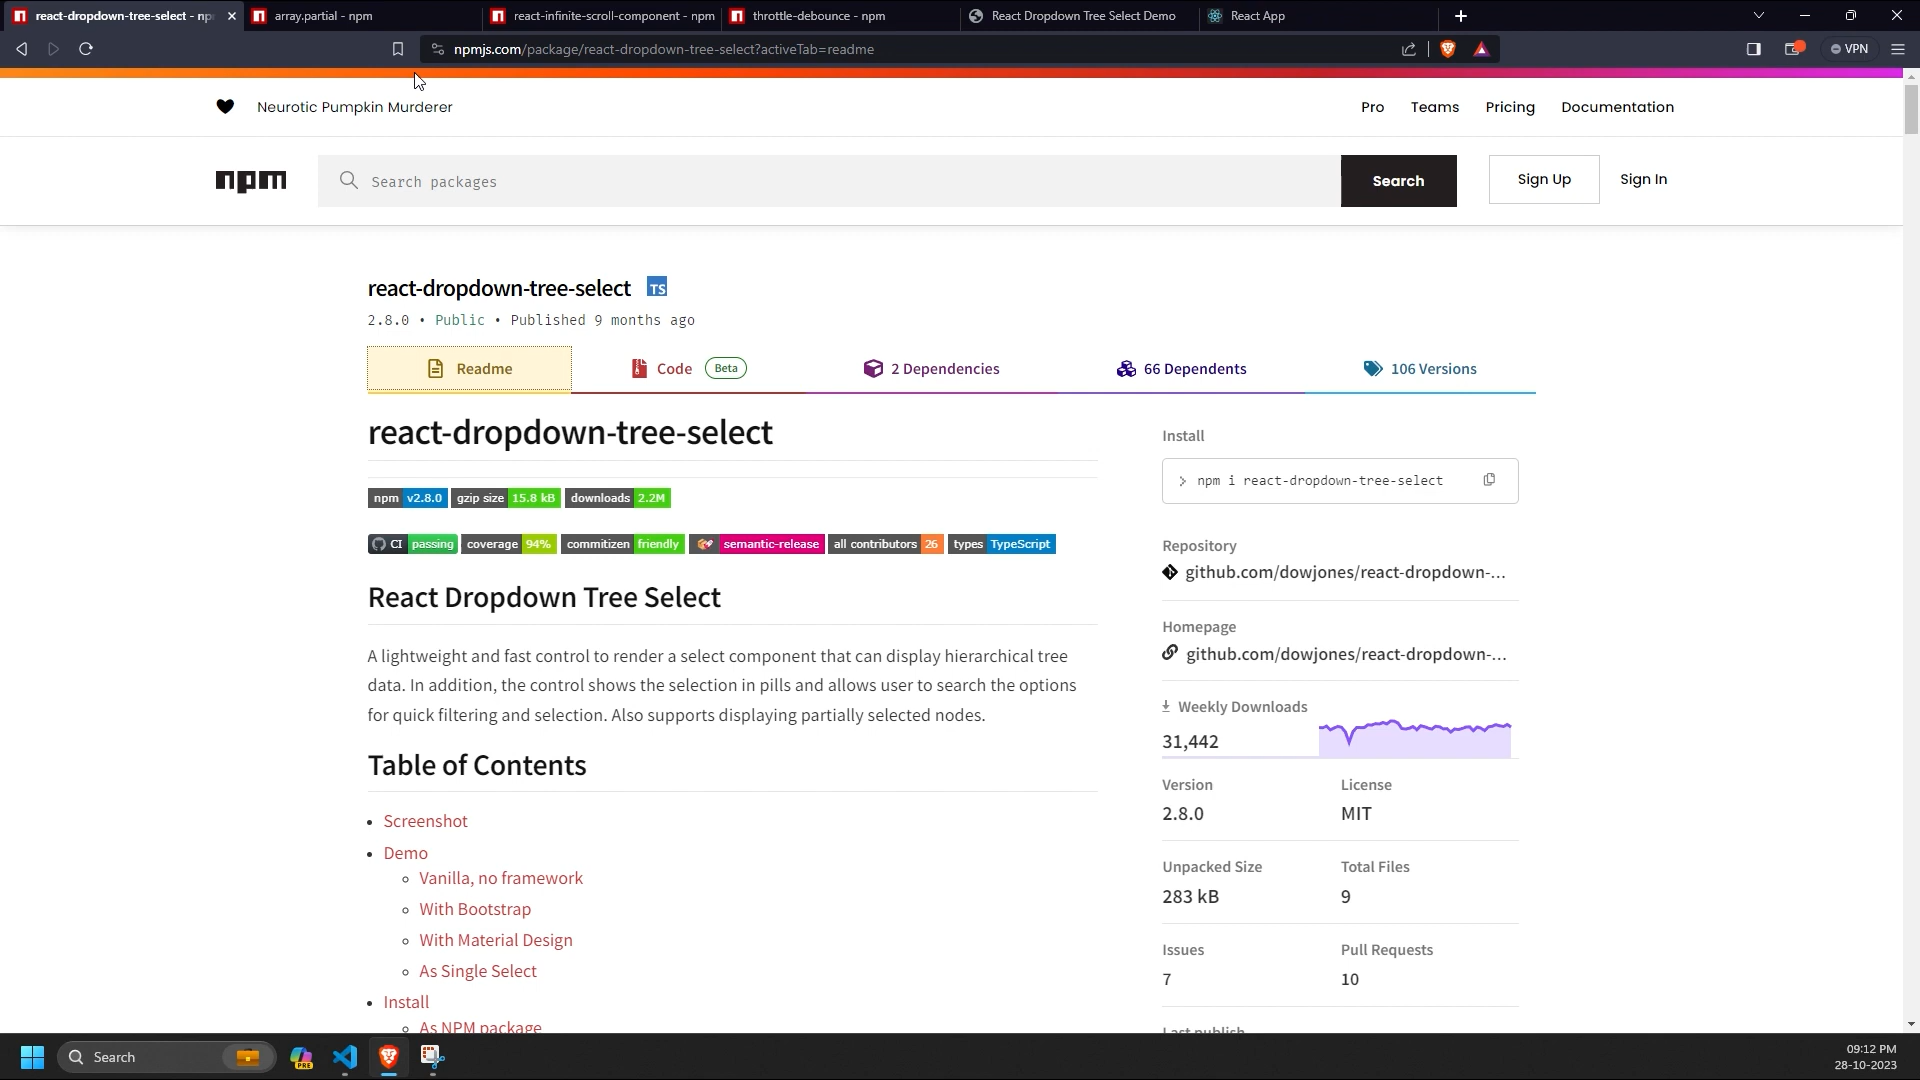 react-dropdown-tree-select - np
array.partial - npm
react-infinite-scroll-component - npm
throttle-debounce - npm
React Dropdown Tree Select Demo
React App
npmjs.com/package/react-dropdown-tree-select?activeTab=readme
VPN
Neurotic Pumpkin Murderer
Pro
Teams
Pricing
Documentation
npm
Search packages
Search
Sign Up
Sign In
react-dropdown-tree-select TS
2.8.0 • Public • Published 9 months ago
Readme
Code Beta
2 Dependencies
66 Dependents
106 Versions
react-dropdown-tree-select
npm v2.8.0 gzip size 15.8 kB downloads 2.2M
CI passing coverage 94% commitizen friendly semantic-release all contributors 26 types TypeScript
React Dropdown Tree Select
A lightweight and fast control to render a select component that can display hierarchical tree
data. In addition, the control shows the selection in pills and allows user to search the options
for quick filtering and selection. Also supports displaying partially selected nodes.
Table of Contents
• Screenshot
• Demo
Vanilla, no framework
With Bootstrap
With Material Design
As Single Select
• Install
As NPM package
Install
> npm i react-dropdown-tree-select
Repository
github.com/dowjones/react-dropdown-...
Homepage
github.com/dowjones/react-dropdown-...
Weekly Downloads
31,442
Version
License
2.8.0
MIT
Unpacked Size
Total Files
283 kB
9
Issues
Pull Requests
7
10
Last publish
Search
PRE
09:12 PM
28-10-2023